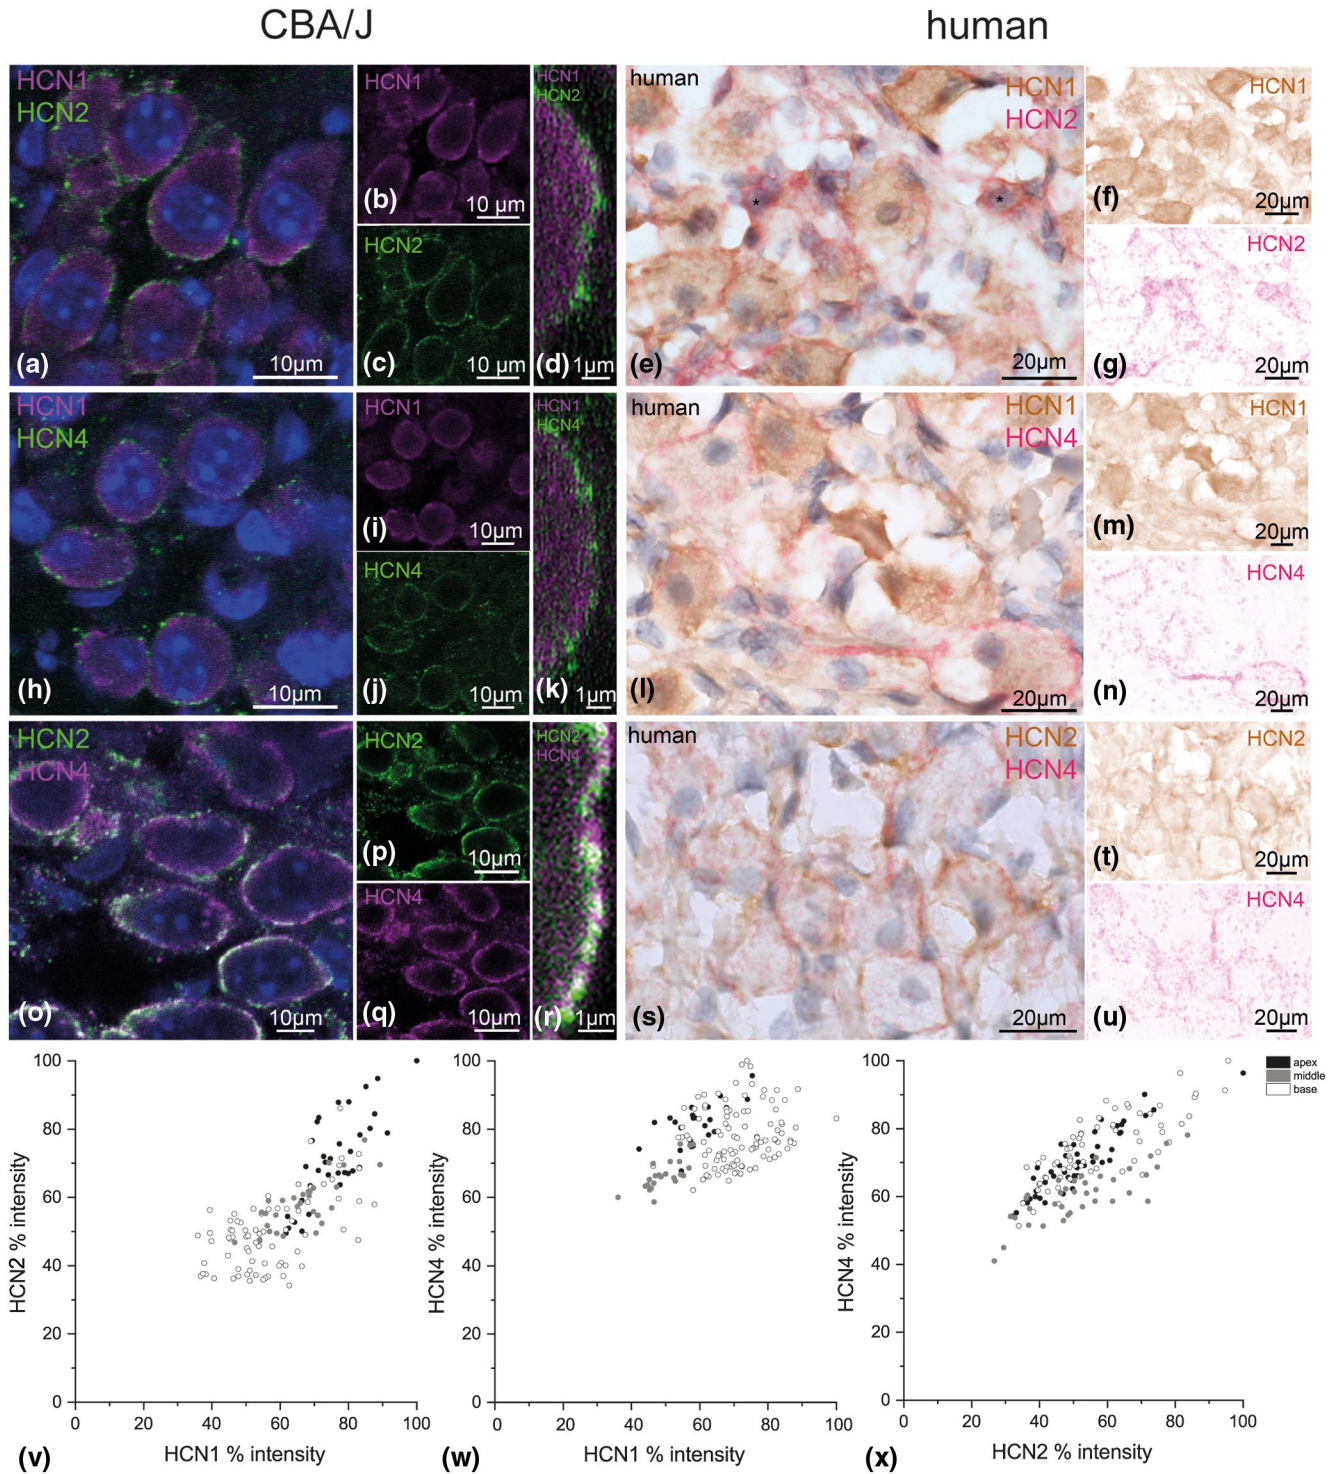 CBA/J
human
HCN1
HCN2
(a)
10µm
HCN1
(b)
10 µm
HCN2
(c)
10 µm
HCN1
HCN2
(d)
1µm
human
HCN1
HCN2
*
*
(e)
20µm
HCN1
(f)
20µm
HCN2
(g)
20µm
HCN1
HCN4
(h)
10µm
HCN1
(i)
10µm
HCN4
(j)
10µm
HCN1
HCN4
(k)
1µm
human
HCN1
HCN4
(l)
20µm
HCN1
(m)
20µm
HCN4
(n)
20µm
HCN2
HCN4
(o)
10µm
HCN2
(p)
10µm
HCN4
(q)
10µm
HCN2
HCN4
(r)
1µm
human
HCN2
HCN4
(s)
20µm
HCN2
(t)
20µm
HCN4
(u)
20µm
100
80
60
40
20
0
HCN2 % intensity
0 20 40 60 80 100
(v)
HCN1 % intensity
100
80
60
40
20
0
HCN4 % intensity
0 20 40 60 80 100
(w)
HCN1 % intensity
100
80
60
40
20
0
HCN4 % intensity
0 20 40 60 80 100
(x)
HCN2 % intensity
apex
middle
base